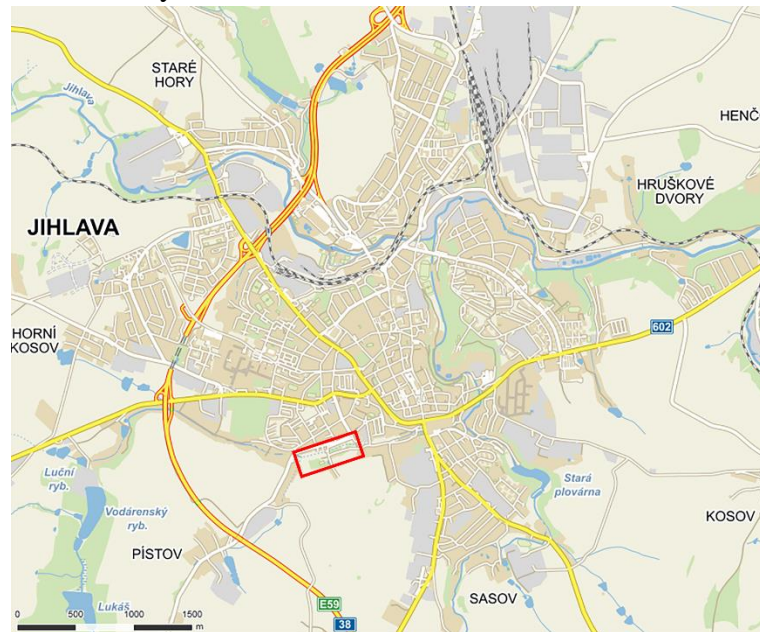 STARÉ
HORY
Jihlava
HENČ
HRUŠKOVÉ
DVORY
JIHLAVA
602
HORNÍ
KOSOV
Luční
ryb.
Vodárenský
ryb.
Stará
plovárna
KOSOV
PÍSTOV
Lukáš
E59
38
SASOV
0 500 1000 1500
m